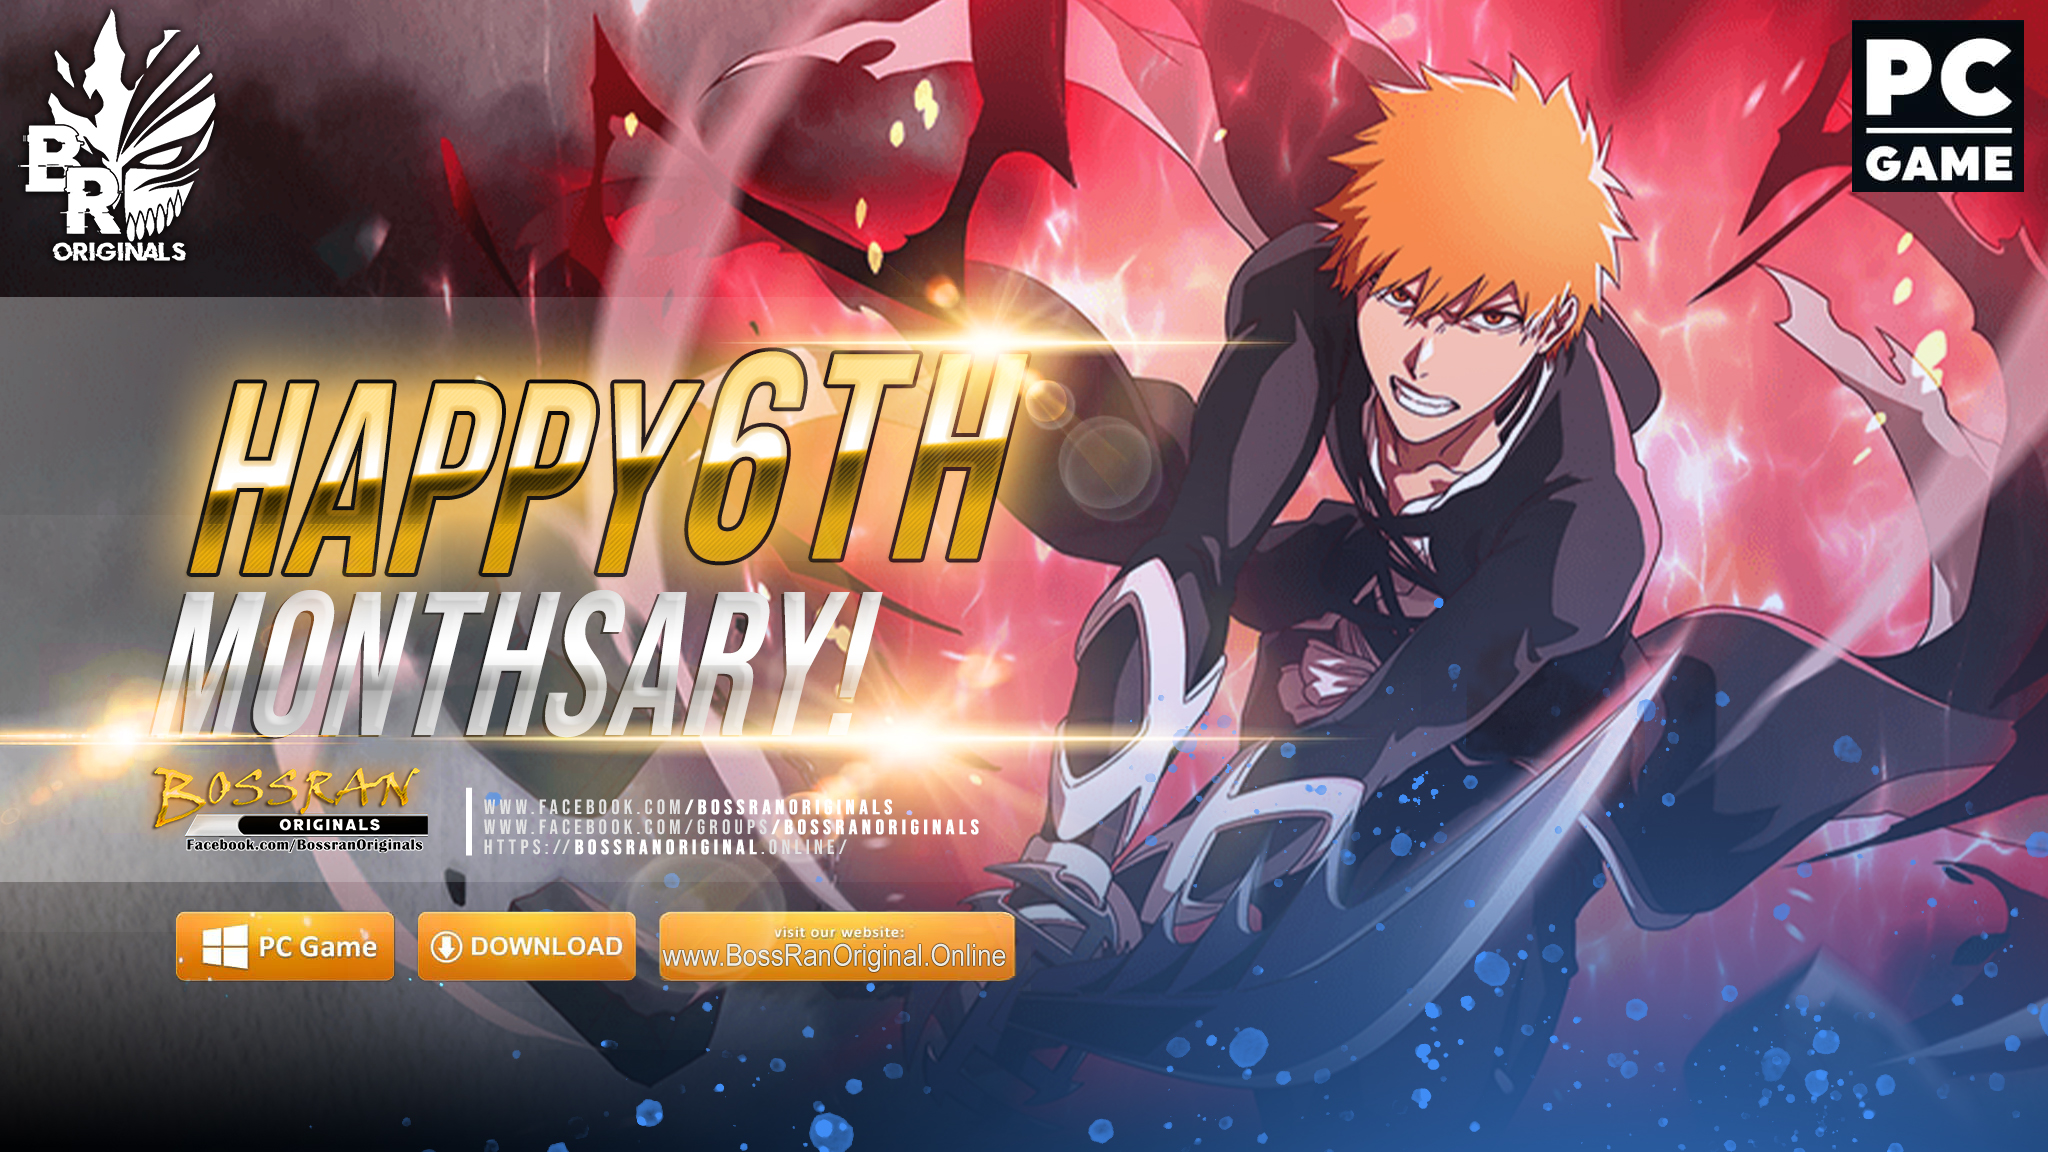 BR
ORIGINALS
PC
GAME
HAPPY 6TH
MONTHSARY!
BOSSRAN
ORIGINALS
Facebook.com/BossranOriginals
WWW.FACEBOOK.COM/BOSSRANORIGINALS
WWW.FACEBOOK.COM/GROUPS/BOSSRANORIGINALS
HTTPS://BOSSRANORIGINAL.ONLINE/
PC Game
DOWNLOAD
visit our website:
www.BossRanOriginal.Online